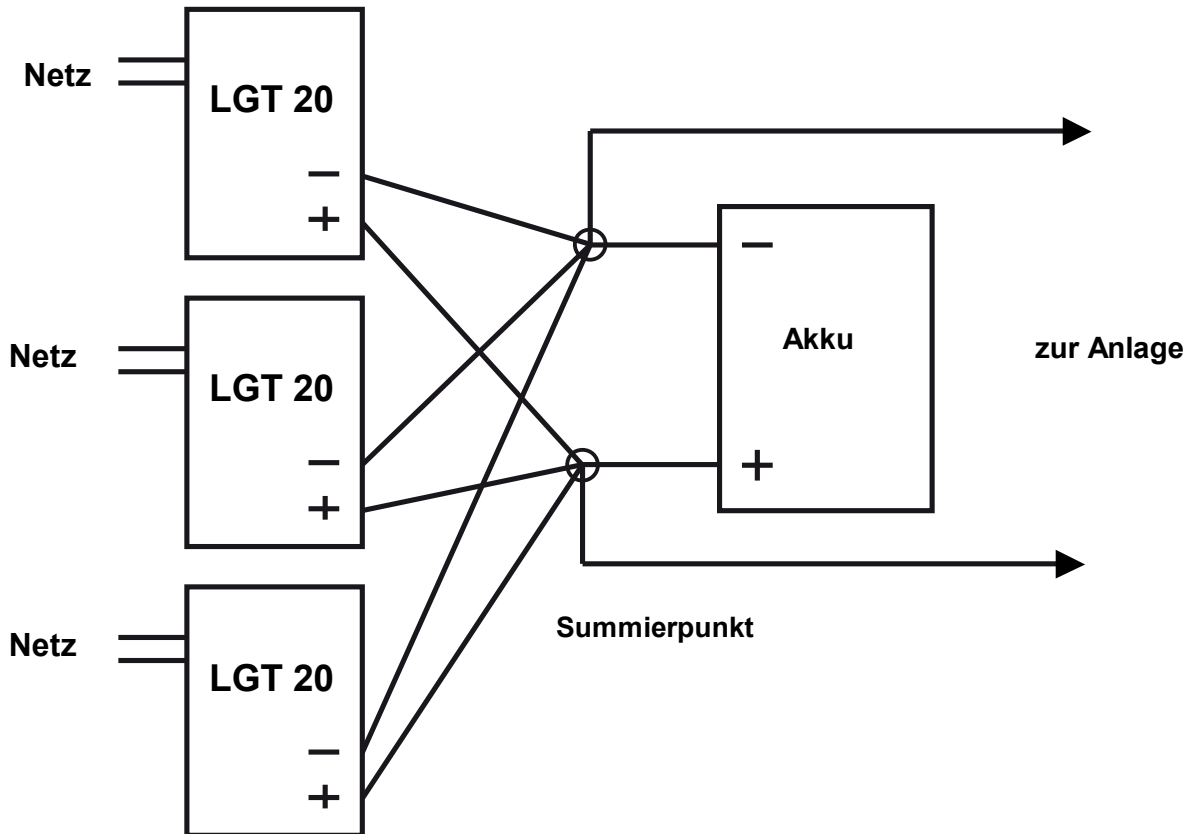 Netz
LGT 20
−
+
−
Akku
zur Anlage
+
Netz
LGT 20
−
+
Summierpunkt
Netz
LGT 20
−
+